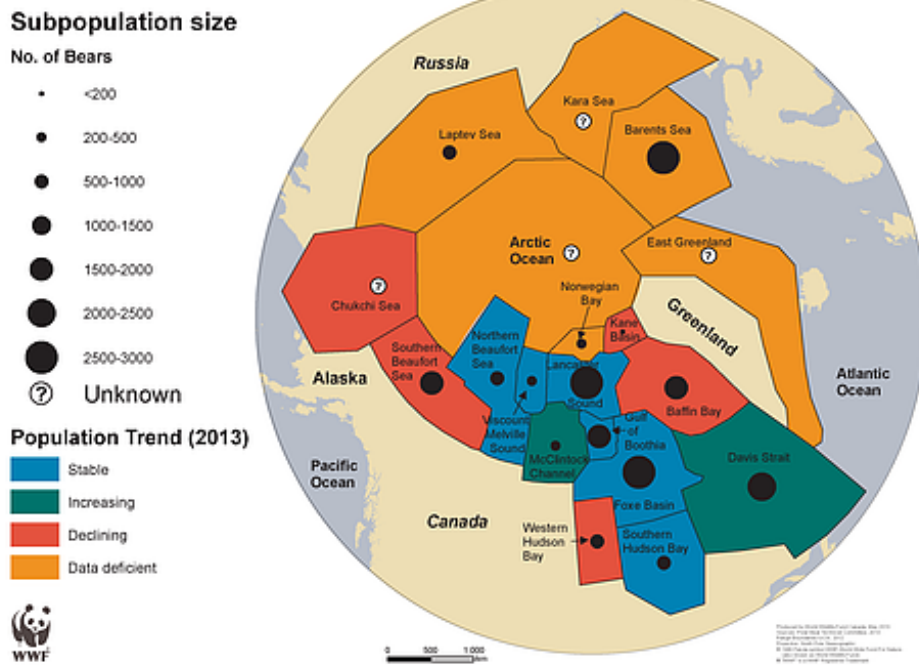 Subpopulation size
No. of Bears
<200
200-500
500-1000
1000-1500
1500-2000
2000-2500
2500-3000
? Unknown
Population Trend (2013)
Stable
Increasing
Declining
Data deficient
WWF
Russia
Kara Sea
?
Laptev Sea
Barents Sea
Arctic
Ocean ?
East Greenland
?
Norwegian
Bay
Chukchi Sea
?
Kane
Basin
Greenland
Southern
Beaufort
Sea
Northern
Beaufort
Sea
Lancaster
Sound
Alaska
Atlantic
Ocean
Baffin Bay
Viscount
Melville
Sound
Gulf
of
Boothia
McClintock
Channel
Davis Strait
Pacific
Ocean
Foxe Basin
Canada
Western
Hudson
Bay
Southern
Hudson Bay
0 500 1 000